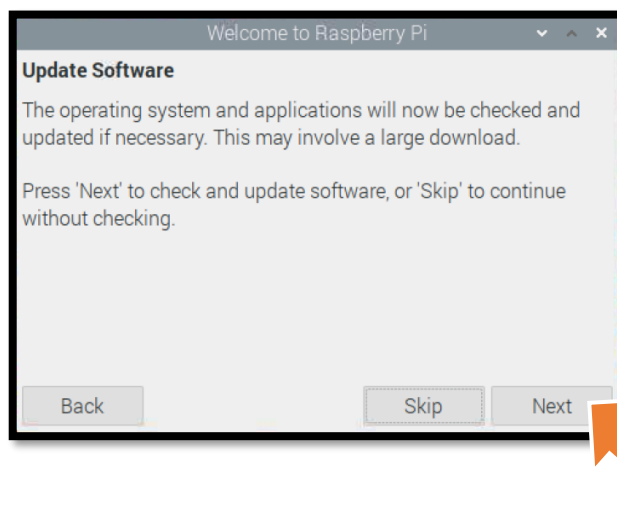 Welcome to Raspberry Pi
Update Software
The operating system and applications will now be checked and
updated if necessary. This may involve a large download.
Press 'Next' to check and update software, or 'Skip' to continue
without checking.
Back Skip Next